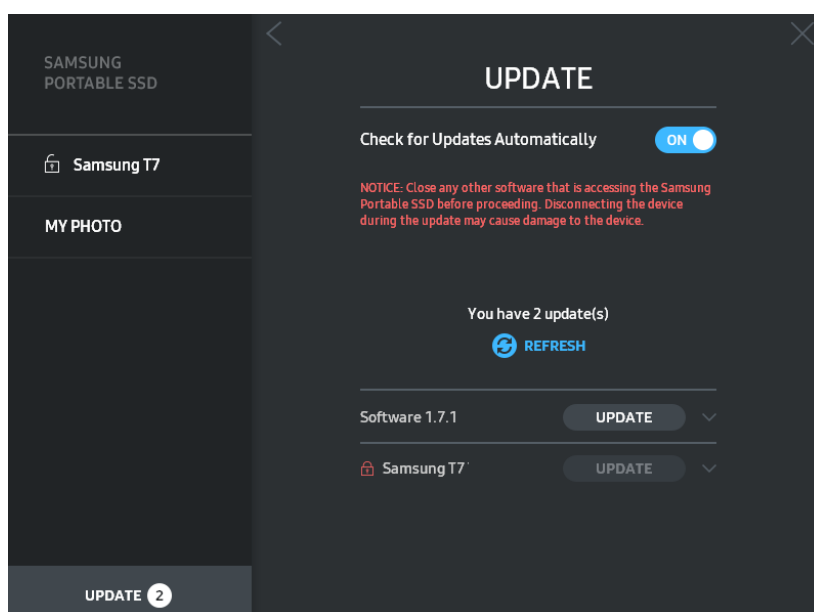 SAMSUNG
PORTABLE SSD
Samsung T7
MY PHOTO
UPDATE 2
UPDATE
Check for Updates Automatically
ON
NOTICE: Close any other software that is accessing the Samsung
Portable SSD before proceeding. Disconnecting the device
during the update may cause damage to the device.
You have 2 update(s)
REFRESH
Software 1.7.1
UPDATE
Samsung T7
UPDATE